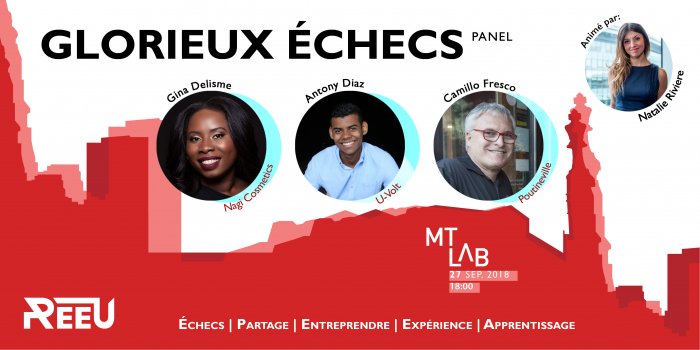 GLORIEUX ÉCHECS PANEL
Animé par:
Natalie Riviere
Gina Delisme
Nagi Cosmetics
Antony Diaz
U-Volt
Camillo Fresco
Poutineville
MT
LAB
27 SEP. 2018
18:00
REEU
ÉCHECS | PARTAGE | ENTREPRENDRE | EXPÉRIENCE | APPRENTISSAGE